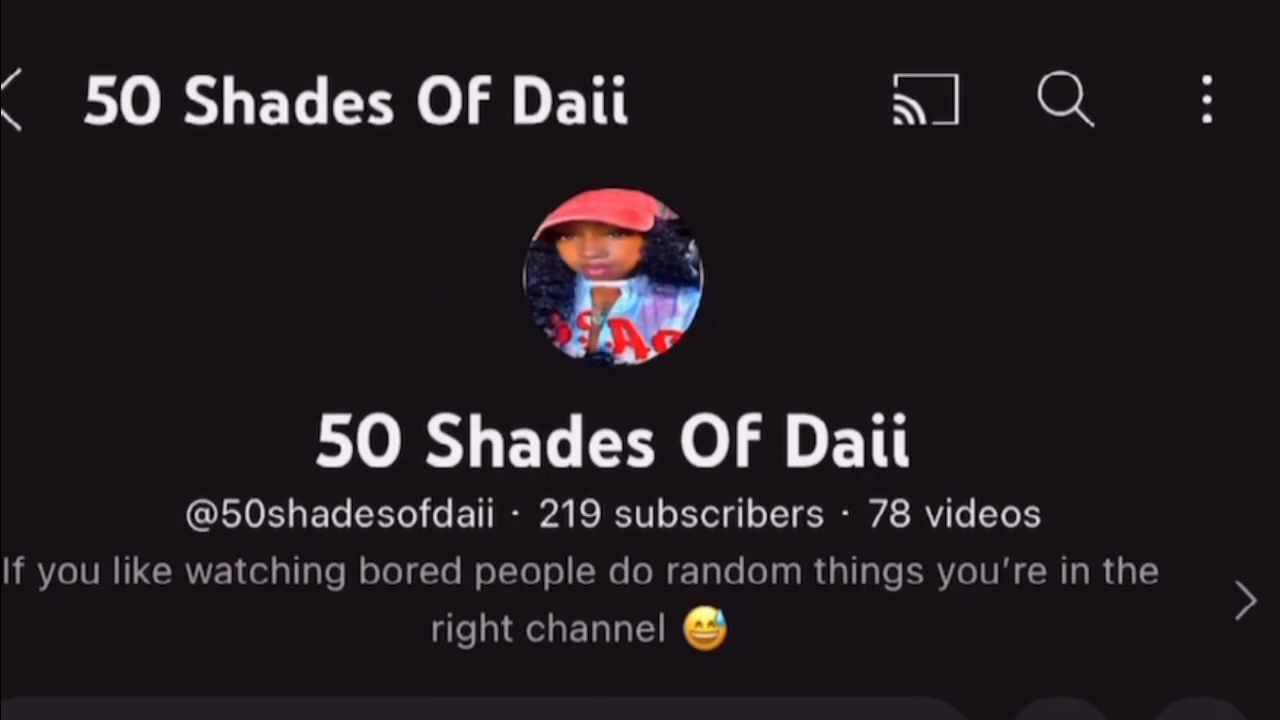 50 Shades Of Daii
50 Shades Of Daii
@50shadesofdaii · 219 subscribers · 78 videos
If you like watching bored people do random things you’re in the
right channel 😅